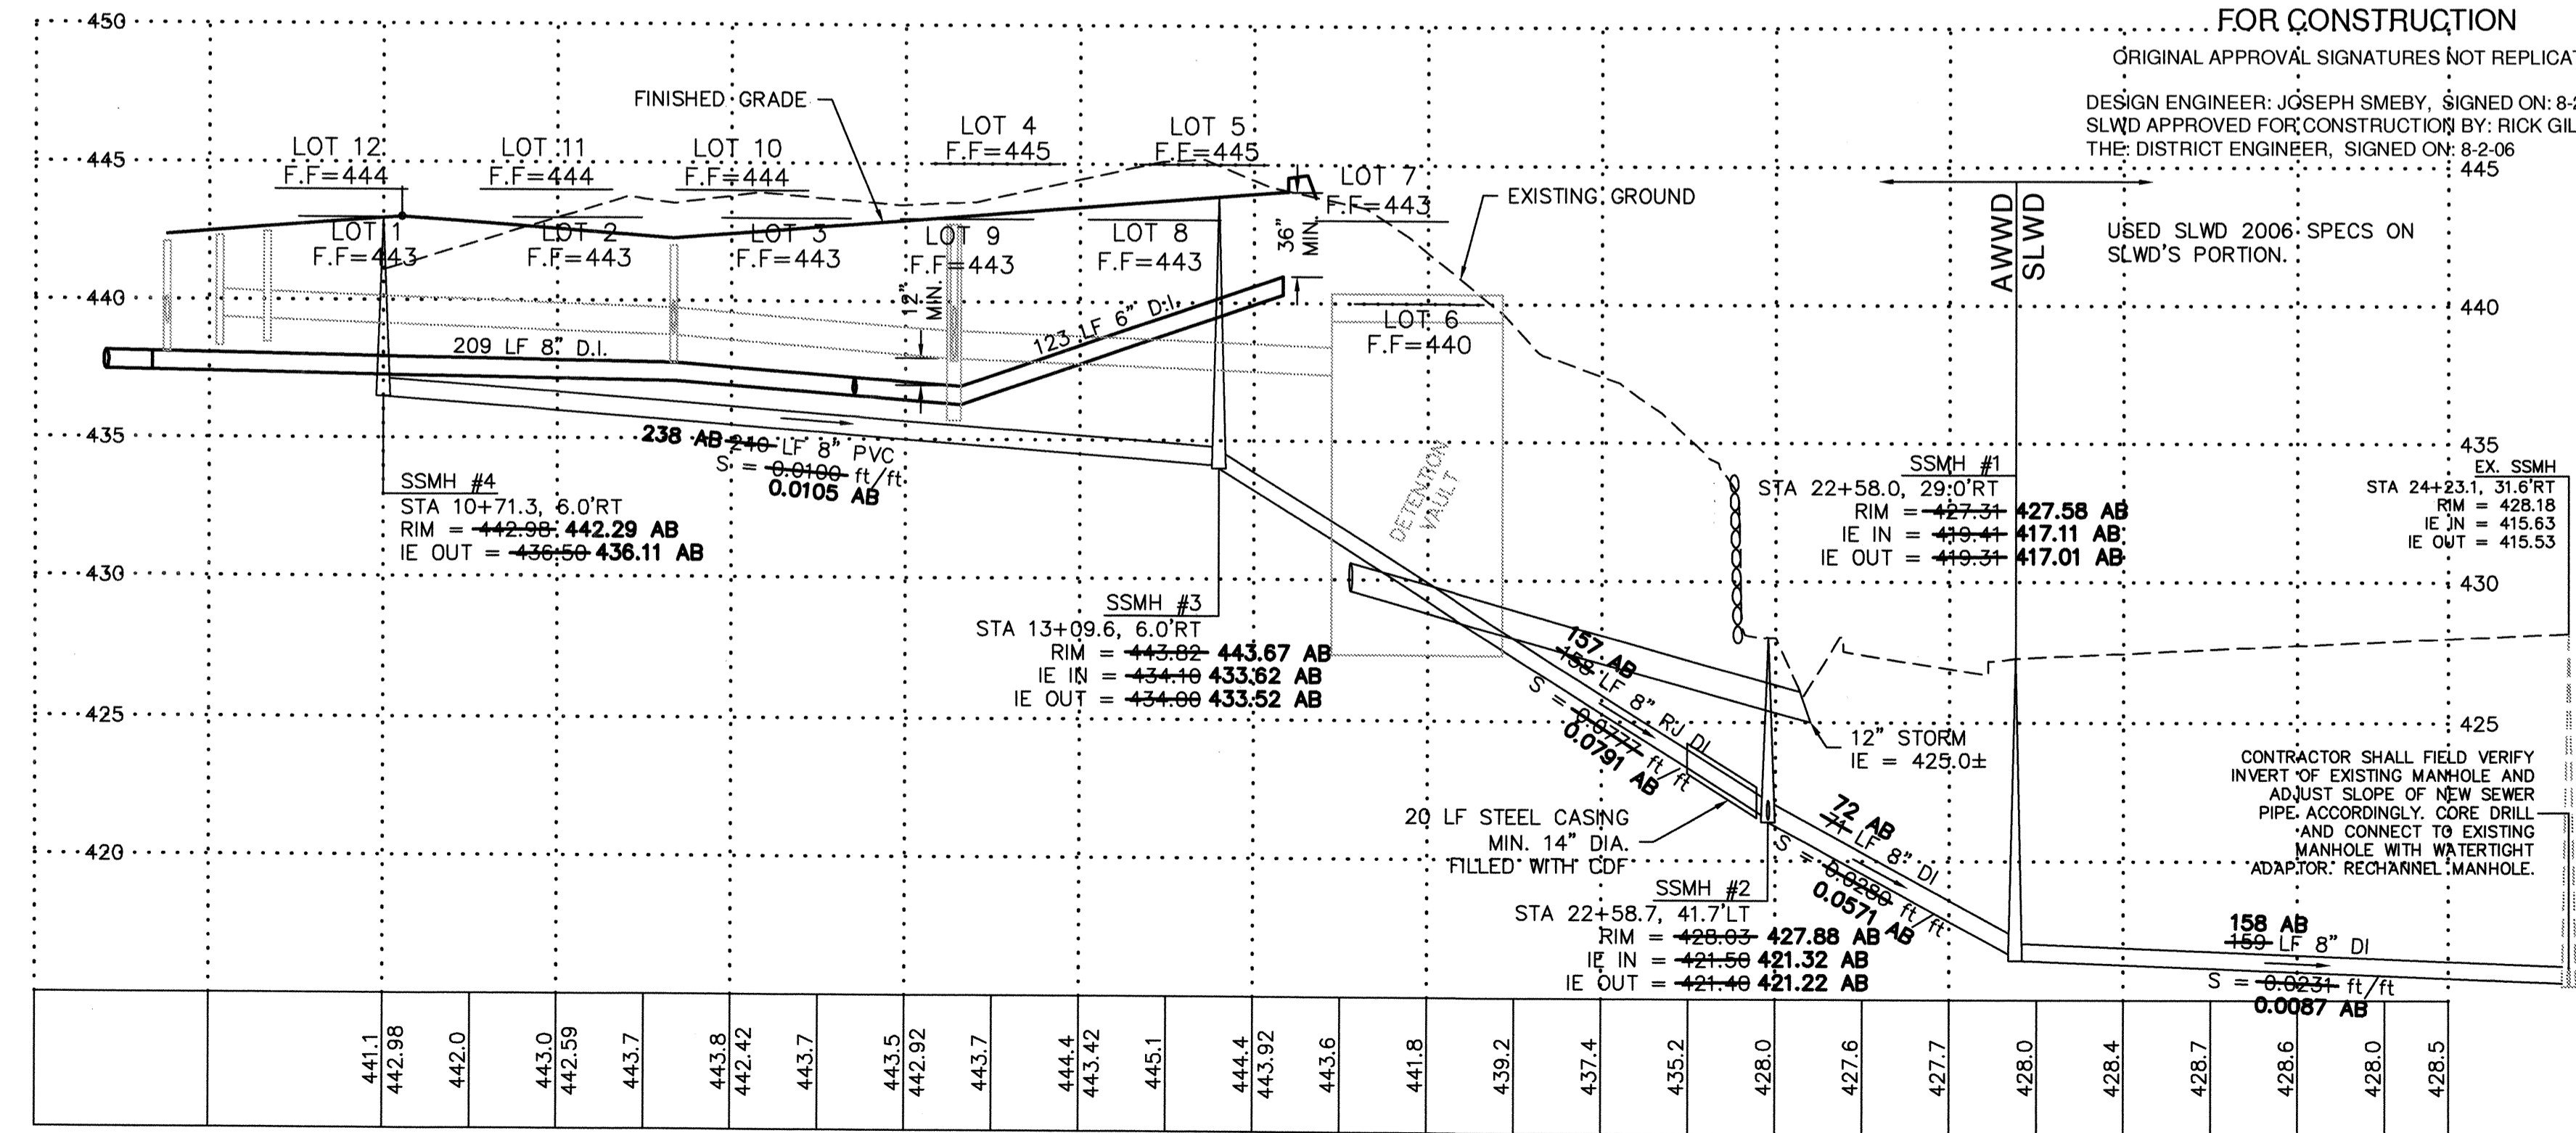 FOR CONSTRUCTION
ORIGINAL APPROVAL SIGNATURES NOT
DESIGN ENGINEER: JOSEPH SMEBY, SIGNED ON:
SLWD APPROVED FOR CONSTRUCTION BY: RICK
THE DISTRICT ENGINEER, SIGNED ON: 8-2-06
450
FINISHED GRADE
LOT 12
F.F=444
LOT 11
F.F=444
LOT 10
F.F=444
LOT 4
F.F=445
LOT 5
F.F=445
445
445
LOT 7
F.F=443
EXISTING GROUND
AWWD
SLWD
USED SLWD 2006 SPECS ON
SLWD'S PORTION.
LOT 1
F.F=443
LOT 2
F.F=443
LOT 3
F.F=443
LOT 9
F.F=443
LOT 8
F.F=443
36"
MIN.
12"
MIN.
440
440
209 LF 8" D.I.
123 LF 6" D.I.
LOT 6
F.F=440
DETENTION
VAULT
435
435
238 AB 240 LF 8" PVC
S = 0.0100 ft/ft
0.0105 AB
SSMH #4
STA 10+71.3, 6.0'RT
RIM = 442.98 442.29 AB
IE OUT = 436.50 436.11 AB
SSMH #1
STA 22+58.0, 29.0'RT
RIM = 427.31 427.58 AB
IE IN = 419.41 417.11 AB
IE OUT = 419.31 417.01 AB
EX. SSMH
STA 24+23.1, 31.6'RT
RIM = 428.18
IE IN = 415.63
IE OUT = 415.53
430
430
SSMH #3
STA 13+09.6, 6.0'RT
RIM = 443.82 443.67 AB
IE IN = 434.10 433.62 AB
IE OUT = 434.00 433.52 AB
157 AB
158 LF 8" RJ DI
S = 0.0777 ft/ft
0.0791 AB
425
425
12" STORM
IE = 425.0±
CONTRACTOR SHALL FIELD VERIFY
INVERT OF EXISTING MANHOLE AND
ADJUST SLOPE OF NEW SEWER
PIPE ACCORDINGLY. CORE DRILL
AND CONNECT TO EXISTING
MANHOLE WITH WATERTIGHT
ADAPTOR. RECHANNEL MANHOLE.
20 LF STEEL CASING
MIN. 14" DIA.
FILLED WITH CDF
420
72 AB
71 LF 8" DI
S = 0.0280 ft/ft
0.0571 AB
SSMH #2
STA 22+58.7, 41.7'LT
RIM = 428.03 427.88 AB
IE IN = 421.50 421.32 AB
IE OUT = 421.40 421.22 AB
158 AB
159 LF 8" DI
S = 0.0231 ft/ft
0.0087 AB
441.1
442.98
442.0
443.0
442.59
443.7
443.8
442.42
443.7
443.5
442.92
443.7
444.4
443.42
445.1
444.4
443.92
443.6
441.8
439.2
437.4
435.2
428.0
427.6
427.7
428.0
428.4
428.7
428.6
428.0
428.5